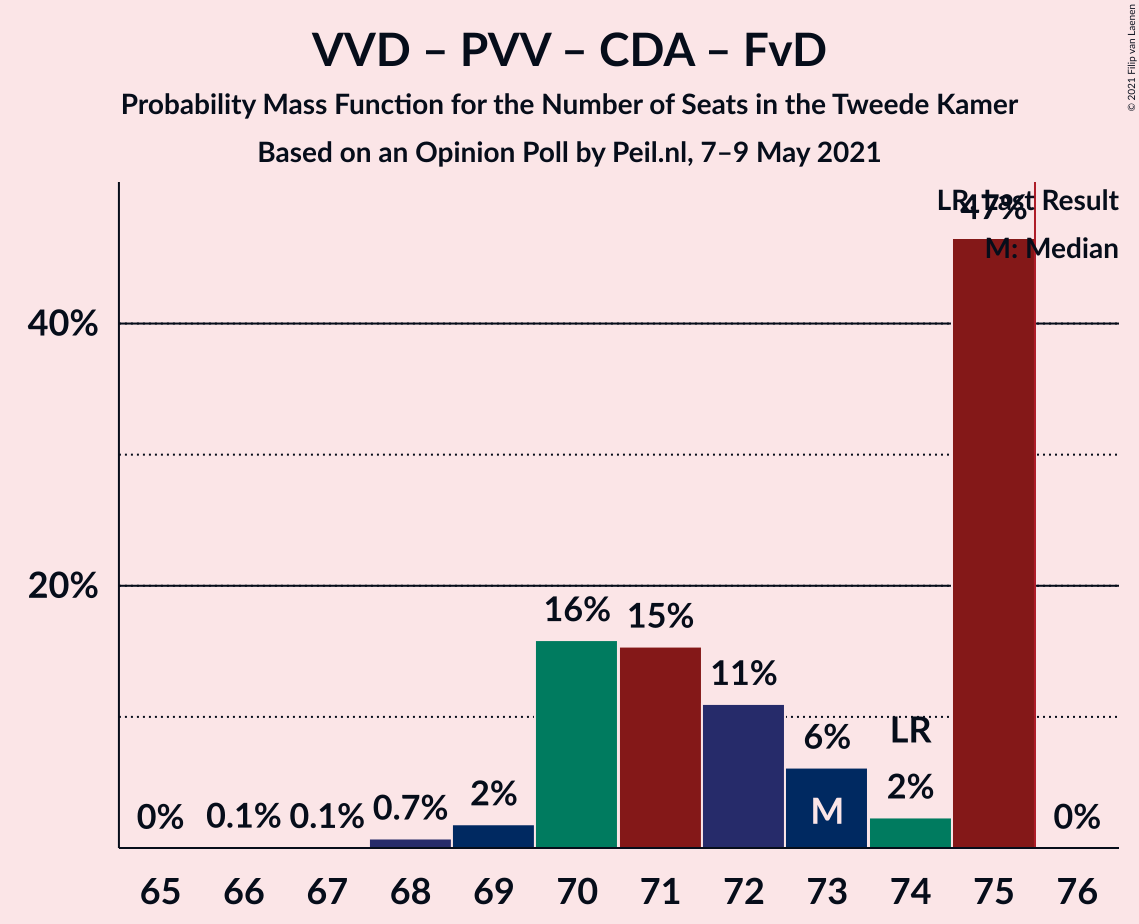 VVD – PVV – CDA – FvD
Probability Mass Function for the Number of Seats in the Tweede Kamer
Based on an Opinion Poll by Peil.nl, 7–9 May 2021
© 2021 Filip van Laenen
LR: Last Result
M: Median
47%
40%
20%
16%
15%
11%
6%
LR
2%
M
2%
0.7%
0.1%
0.1%
0%
0%
65 66 67 68 69 70 71 72 73 74 75 76